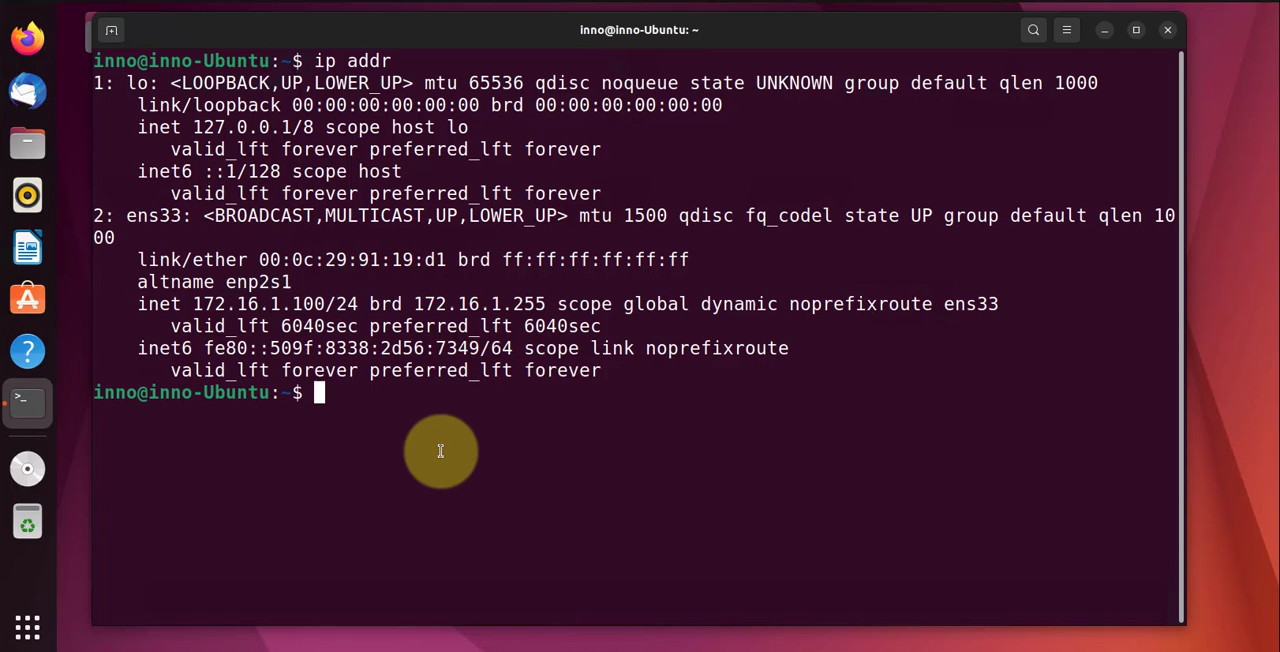 inno@inno-Ubuntu: ~
inno@inno-Ubuntu:~$ ip addr
1: lo: <LOOPBACK,UP,LOWER_UP> mtu 65536 qdisc noqueue state UNKNOWN group default qlen 1000
    link/loopback 00:00:00:00:00:00 brd 00:00:00:00:00:00
    inet 127.0.0.1/8 scope host lo
       valid_lft forever preferred_lft forever
    inet6 ::1/128 scope host
       valid_lft forever preferred_lft forever
2: ens33: <BROADCAST,MULTICAST,UP,LOWER_UP> mtu 1500 qdisc fq_codel state UP group default qlen 10
00
    link/ether 00:0c:29:91:19:d1 brd ff:ff:ff:ff:ff:ff
    altname enp2s1
    inet 172.16.1.100/24 brd 172.16.1.255 scope global dynamic noprefixroute ens33
       valid_lft 6040sec preferred_lft 6040sec
    inet6 fe80::509f:8338:2d56:7349/64 scope link noprefixroute
       valid_lft forever preferred_lft forever
inno@inno-Ubuntu:~$